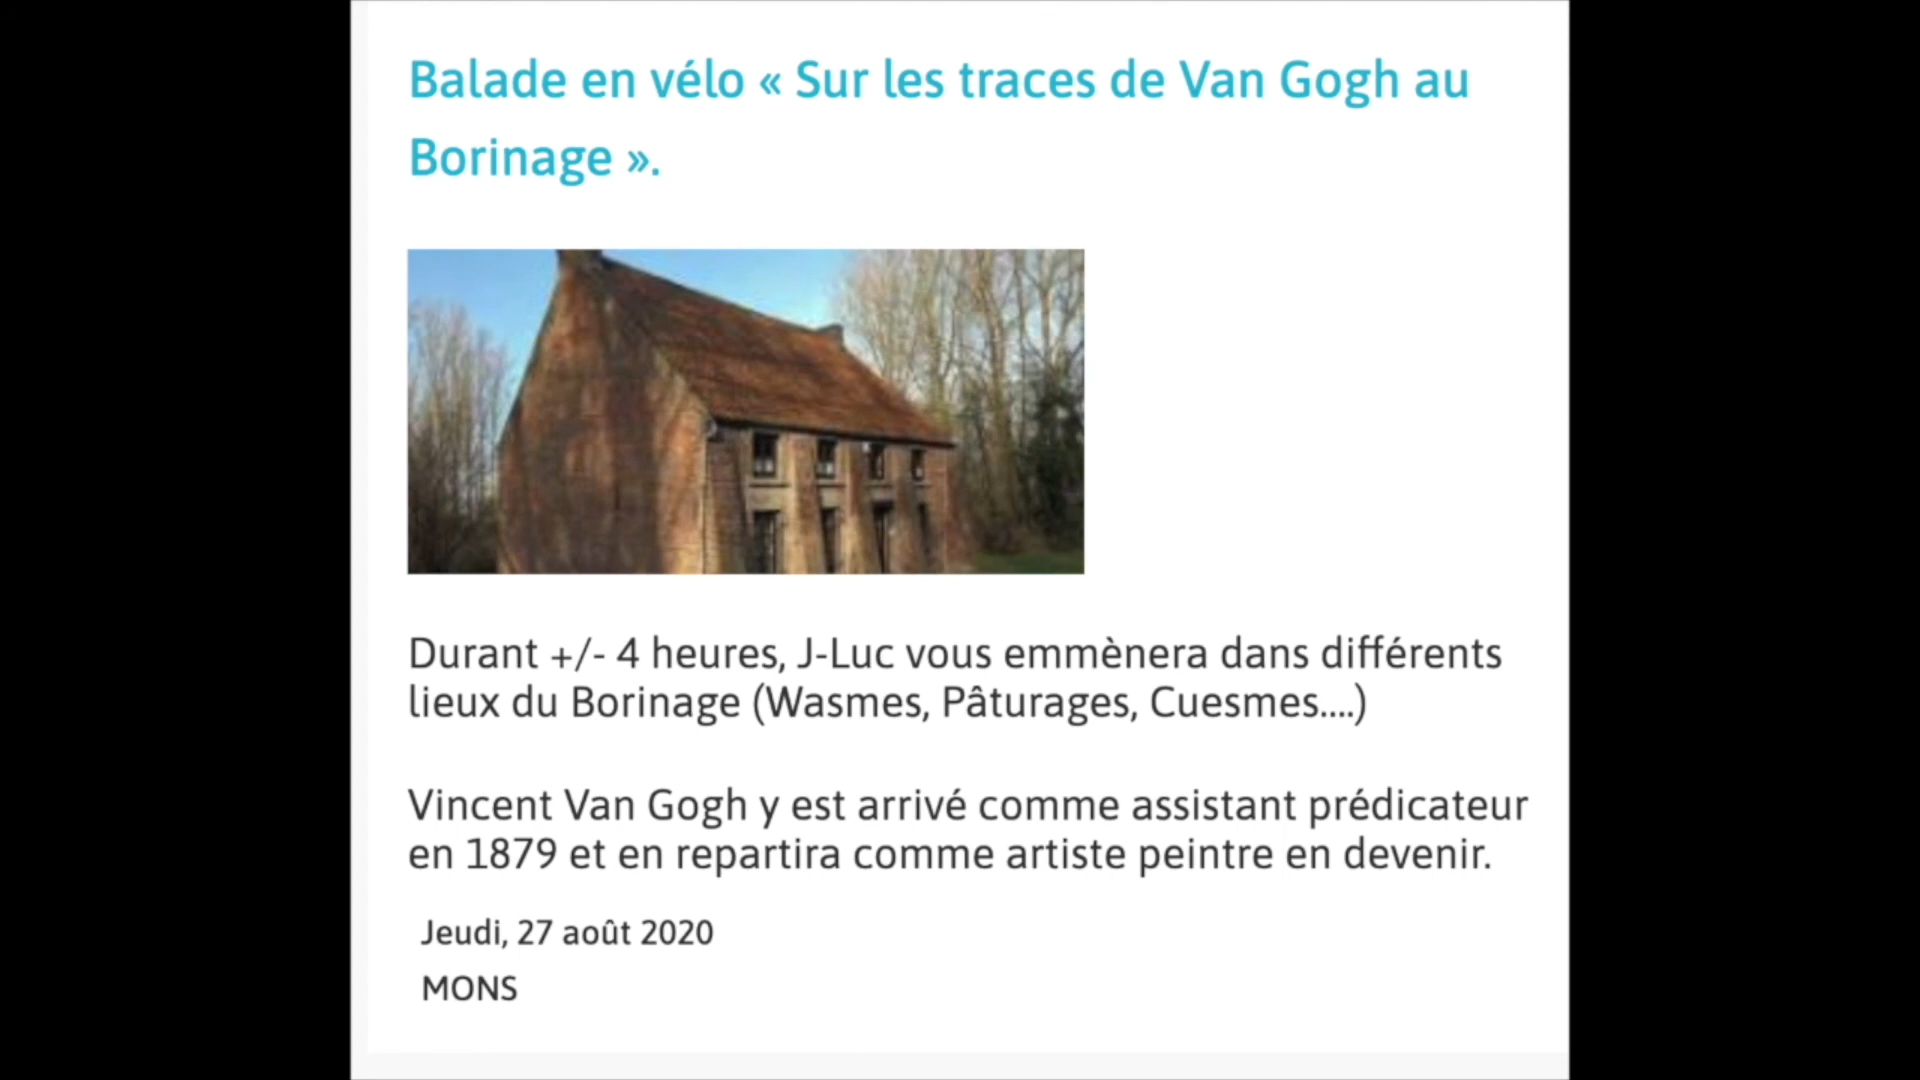 Balade en vélo « Sur les traces de Van Gogh au
Borinage ».
Durant +/- 4 heures, J-Luc vous emmènera dans différents
lieux du Borinage (Wasmes, Pâturages, Cuesmes....)
Vincent Van Gogh y est arrivé comme assistant prédicateur
en 1879 et en repartira comme artiste peintre en devenir.
Jeudi, 27 août 2020
MONS